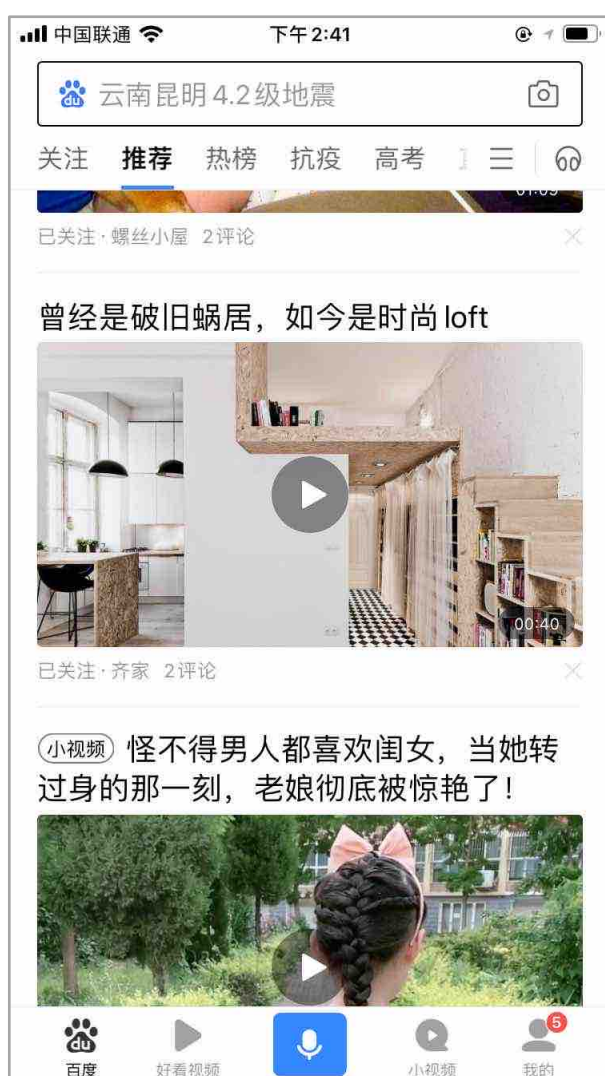 中国联通 下午2:41
du 云南昆明4.2级地震
关注 推荐 热榜 抗疫 高考
01:09
已关注·螺丝小屋 2评论
曾经是破旧蜗居，如今是时尚loft
00:40
已关注·齐家 2评论
小视频 怪不得男人都喜欢闺女，当她转
过身的那一刻，老娘彻底被惊艳了！
du 5
百度 好看视频 小视频 我的